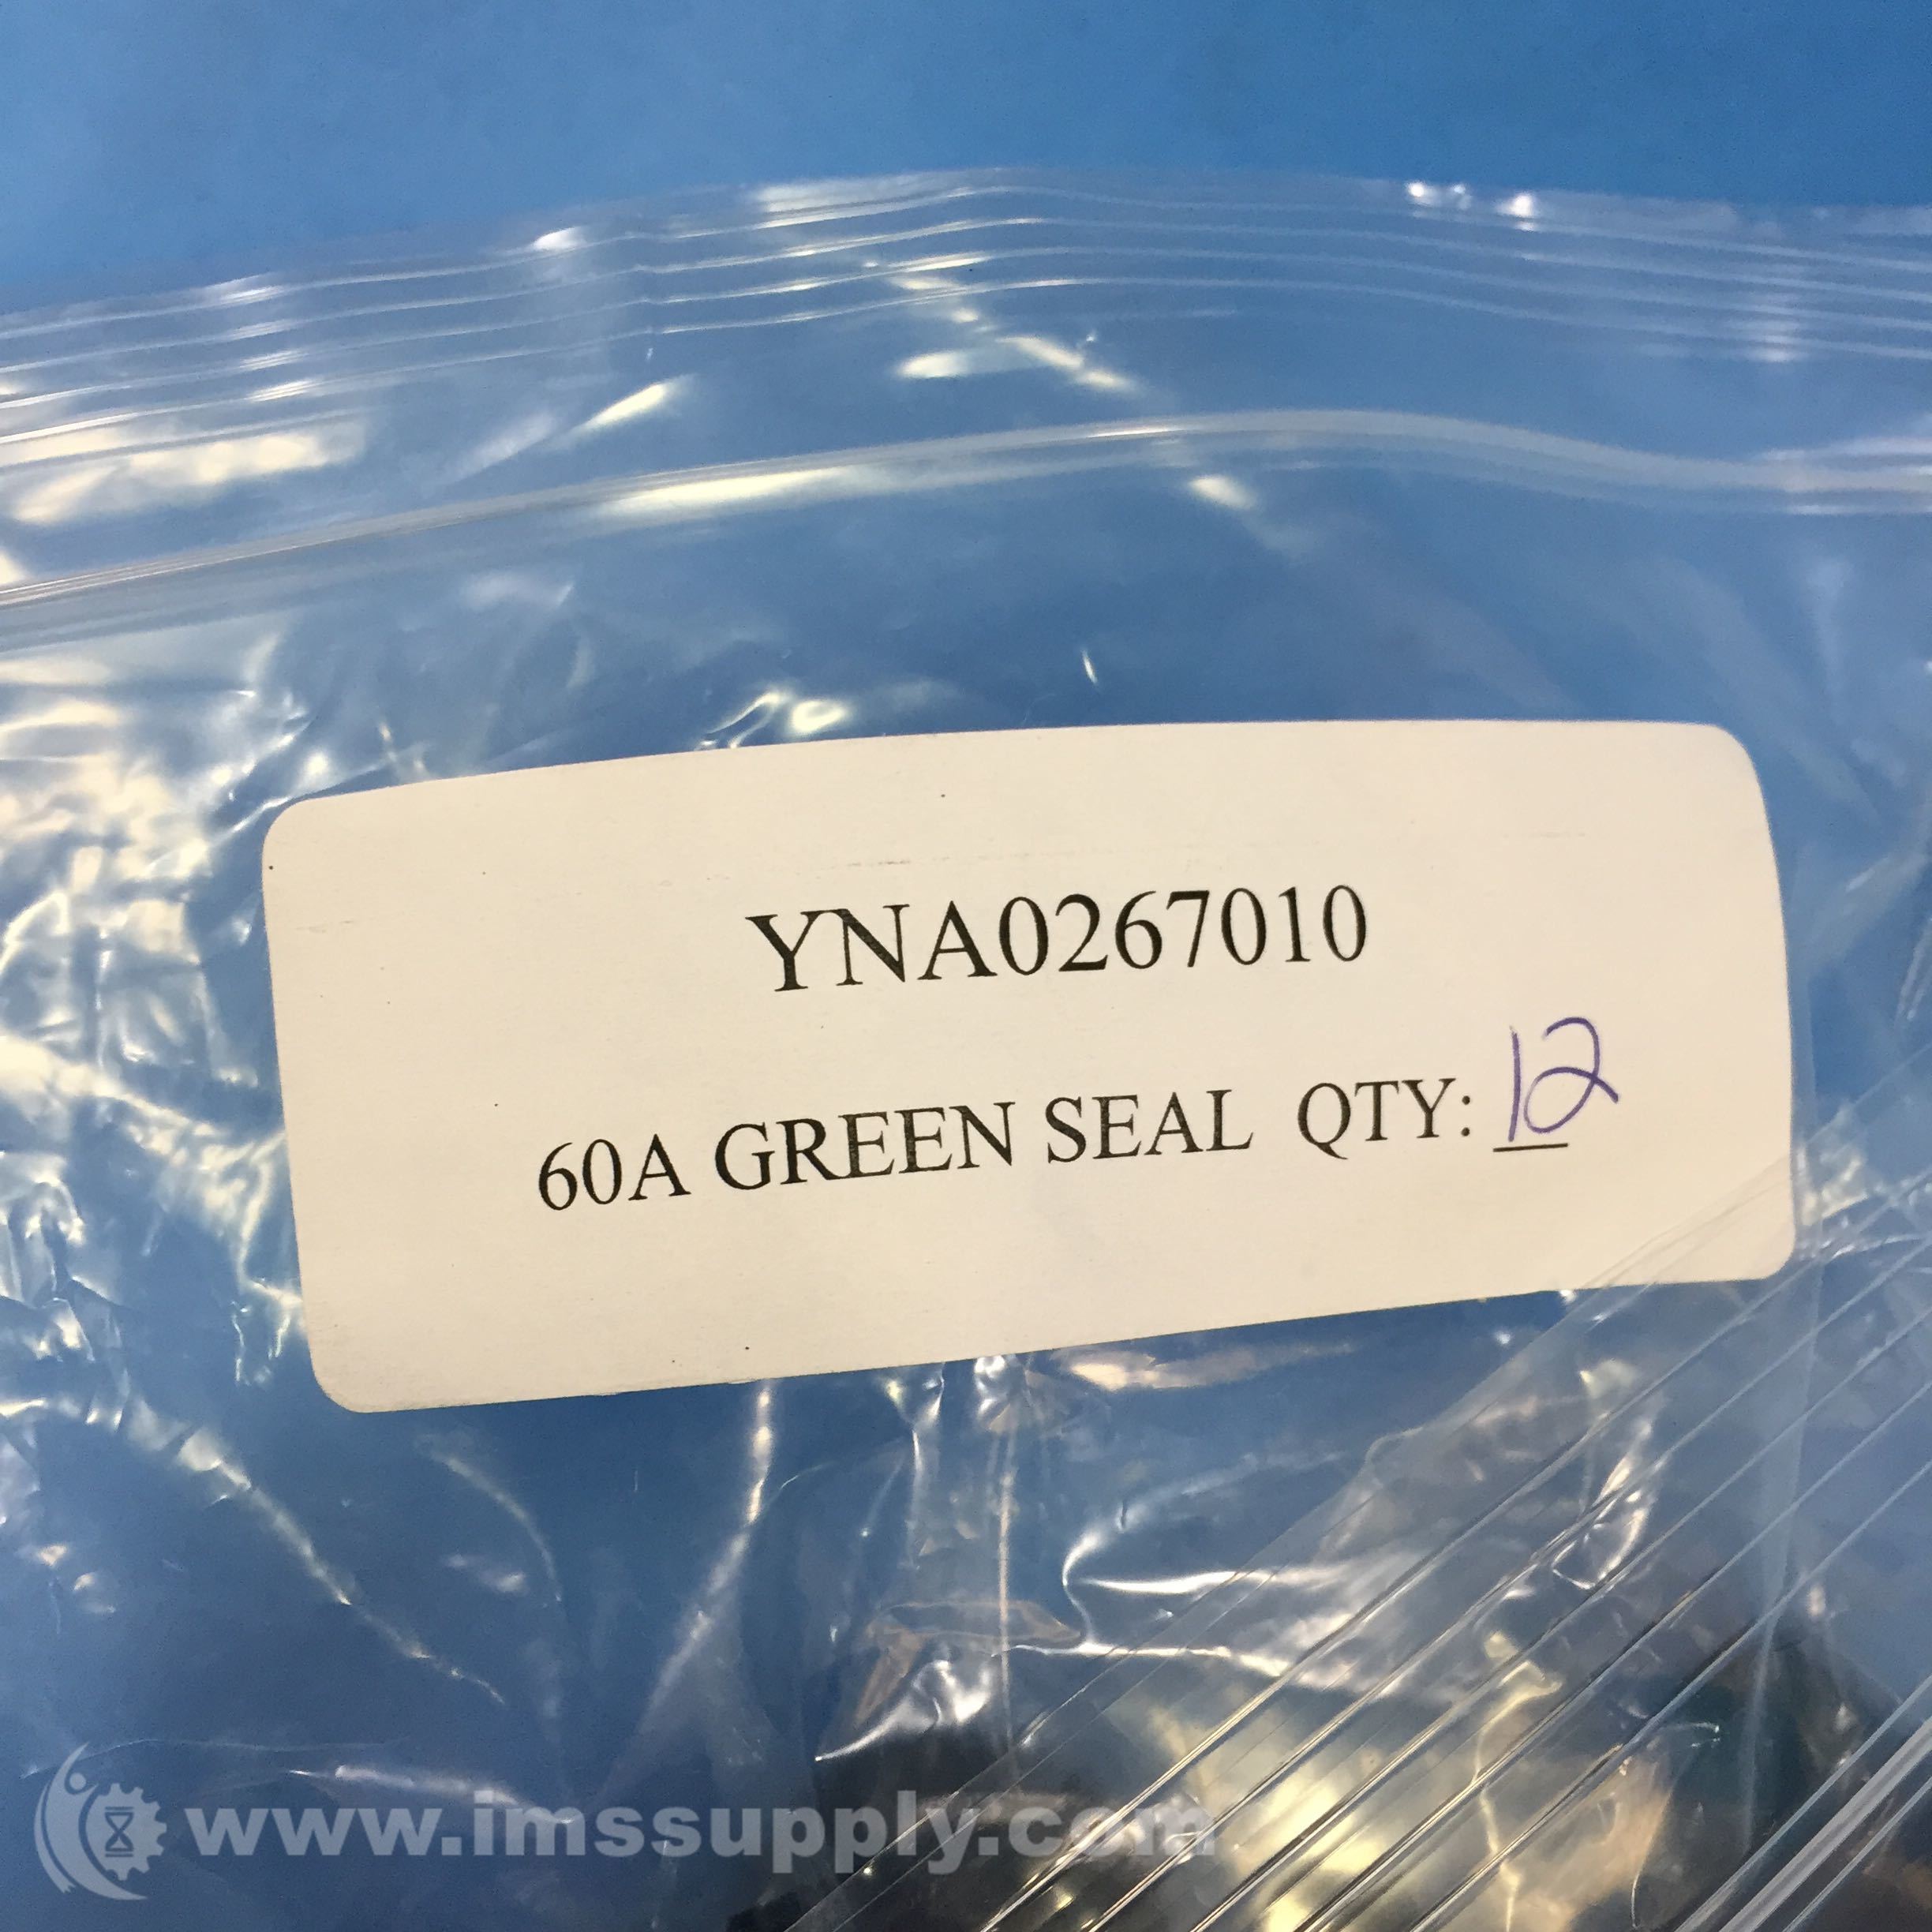 YNA0267010
60A GREEN SEAL QTY: 12
www.imssupply.com